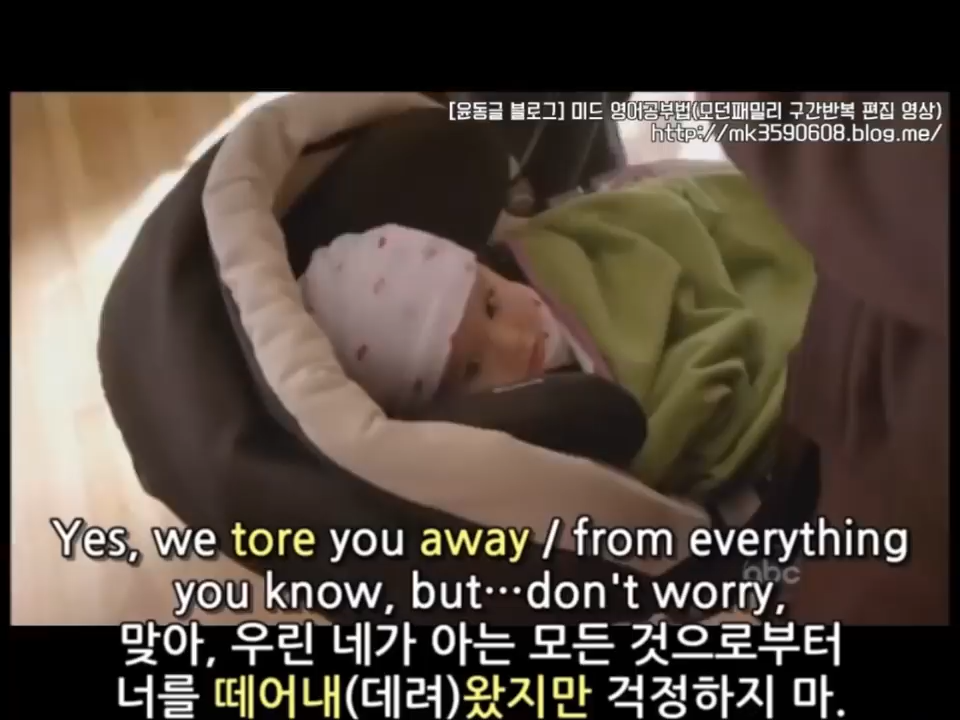 [윤동글 블로그] 미드 영어공부법(모던패밀리 구간반복 편집 영상)
http://mk3590608.blog.me/
Yes, we tore you away / from everything
you know, but…don't worry,
abc
맞아, 우린 네가 아는 모든 것으로부터
너를 떼어내(데려)왔지만 걱정하지 마.